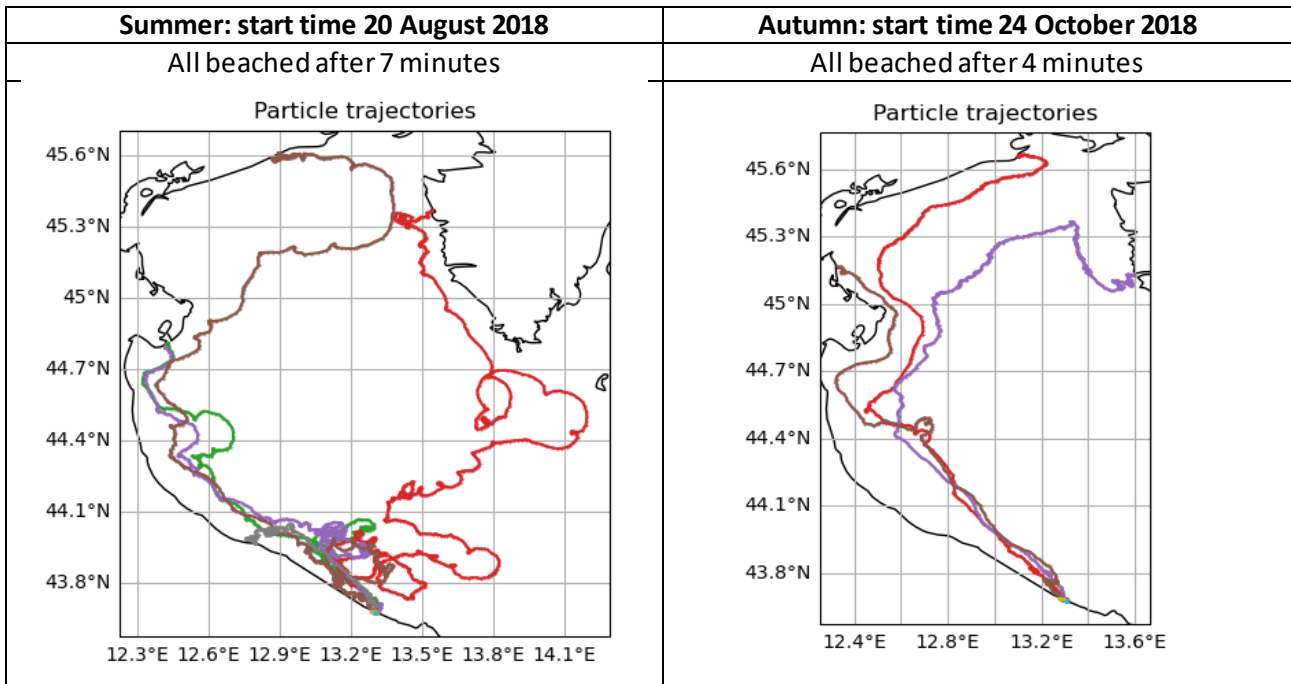 Summer: start time 20 August 2018
Autumn: start time 24 October 2018
All beached after 7 minutes
All beached after 4 minutes
Particle trajectories
45.6°N
45.3°N
45°N
44.7°N
44.4°N
44.1°N
43.8°N
12.3°E 12.6°E 12.9°E 13.2°E 13.5°E 13.8°E 14.1°E
Particle trajectories
45.6°N
45.3°N
45°N
44.7°N
44.4°N
44.1°N
43.8°N
12.4°E 12.8°E 13.2°E 13.6°E